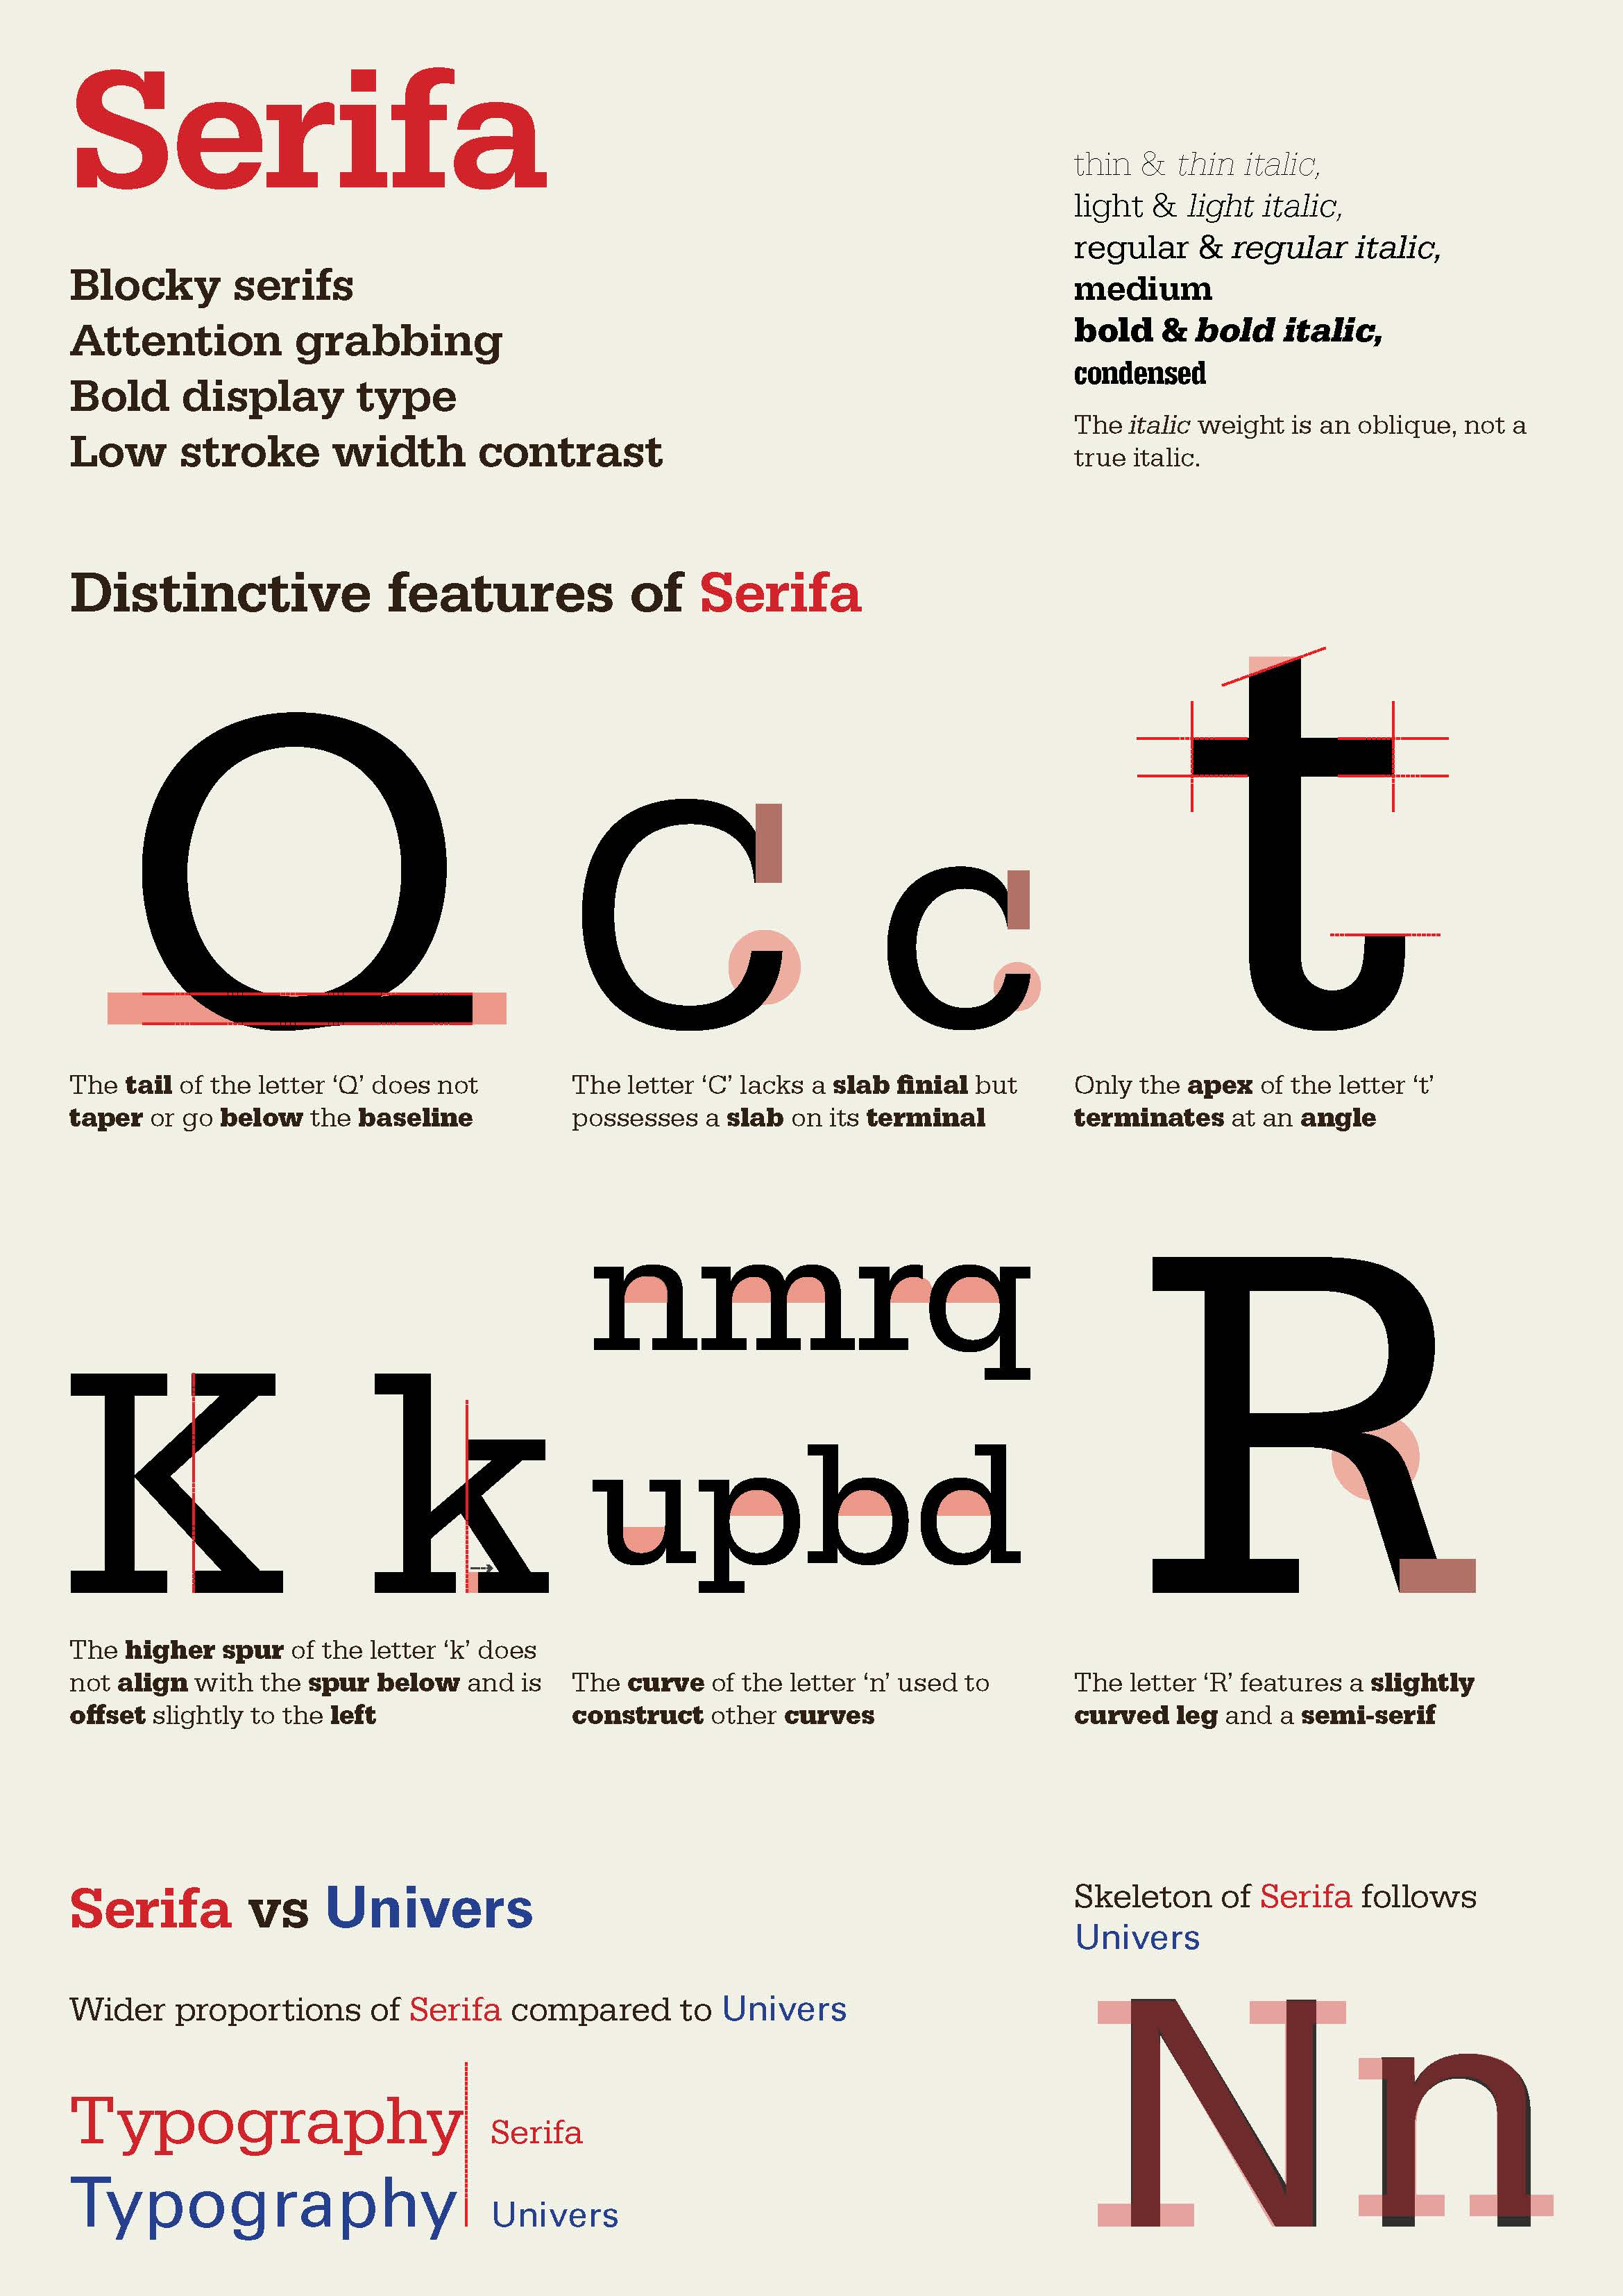 Serifa
Blocky serifs
Attention grabbing
Bold display type
Low stroke width contrast
thin & thin italic,
light & light italic,
regular & regular italic,
medium
bold & bold italic,
condensed
The italic weight is an oblique, not a
true italic.
Distinctive features of Serifa
Q
C c
t
The tail of the letter ‘Q’ does not
taper or go below the baseline
The letter ‘C’ lacks a slab finial but
possesses a slab on its terminal
Only the apex of the letter ‘t’
terminates at an angle
K k
nmrq
upbd
R
The higher spur of the letter ‘k’ does
not align with the spur below and is
offset slightly to the left
The curve of the letter ‘n’ used to
construct other curves
The letter ‘R’ features a slightly
curved leg and a semi-serif
Serifa vs Univers
Wider proportions of Serifa compared to Univers
Typography Serifa
Typography Univers
Skeleton of Serifa follows
Univers
Nn